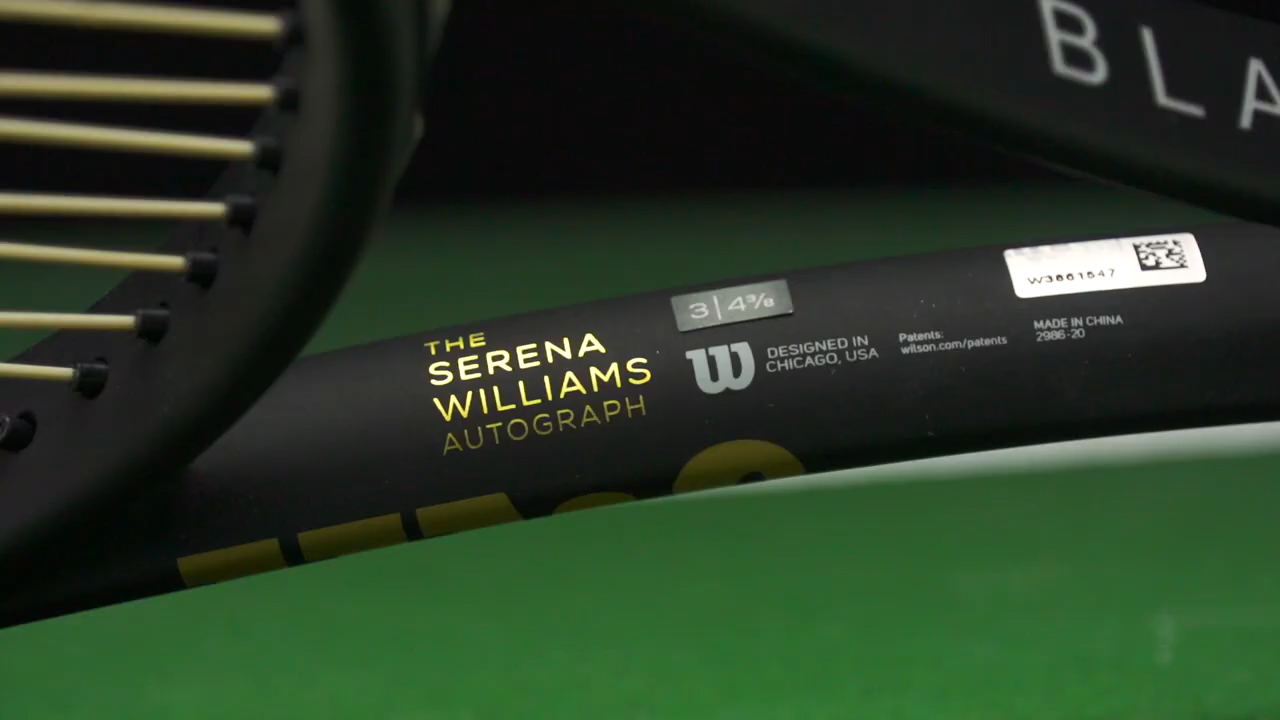 BLA
W3861547
3|4⅜
THE
SERENA
WILLIAMS
AUTOGRAPH
W
DESIGNED IN
CHICAGO, USA
Patents:
wilson.com/patents
MADE IN CHINA
2986-20